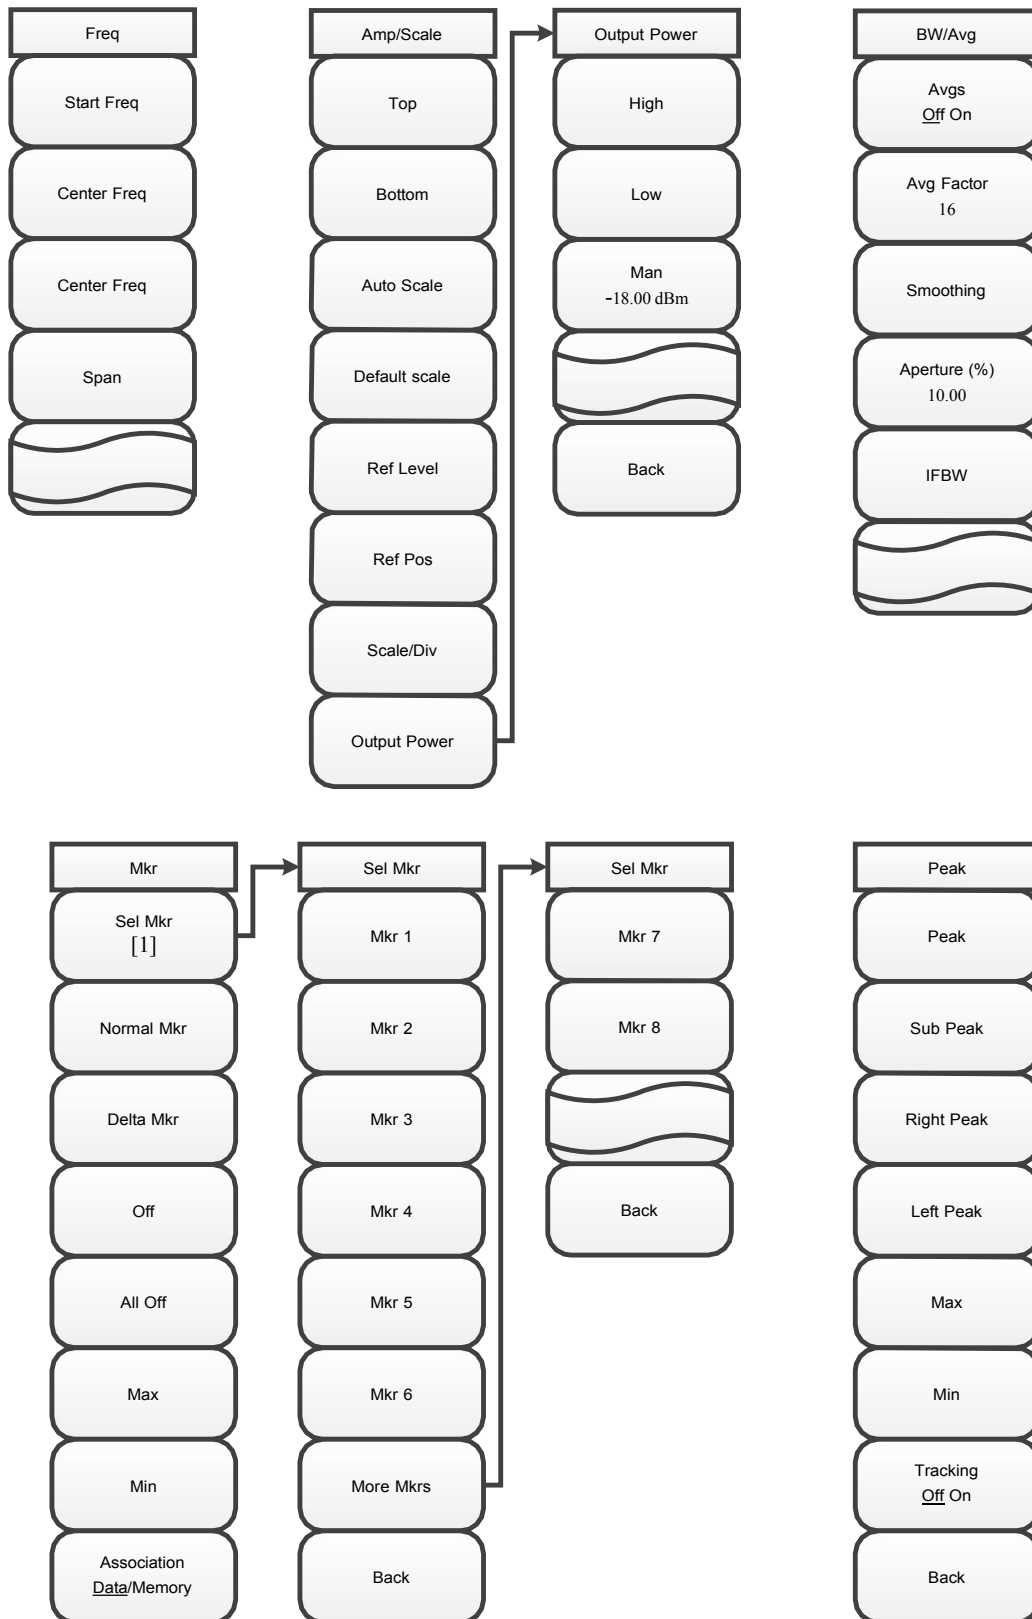 Freq
Start Freq
Center Freq
Center Freq
Span
Amp/Scale
Top
Bottom
Auto Scale
Default scale
Ref Level
Ref Pos
Scale/Div
Output Power
Output Power
High
Low
Man
-18.00 dBm
Back
BW/Avg
Avgs
Off On
Avg Factor
16
Smoothing
Aperture (%)
10.00
IFBW
Mkr
Sel Mkr
[1]
Normal Mkr
Delta Mkr
Off
All Off
Max
Min
Association
Data/Memory
Sel Mkr
Mkr 1
Mkr 2
Mkr 3
Mkr 4
Mkr 5
Mkr 6
More Mkrs
Back
Sel Mkr
Mkr 7
Mkr 8
Back
Peak
Peak
Sub Peak
Right Peak
Left Peak
Max
Min
Tracking
Off On
Back